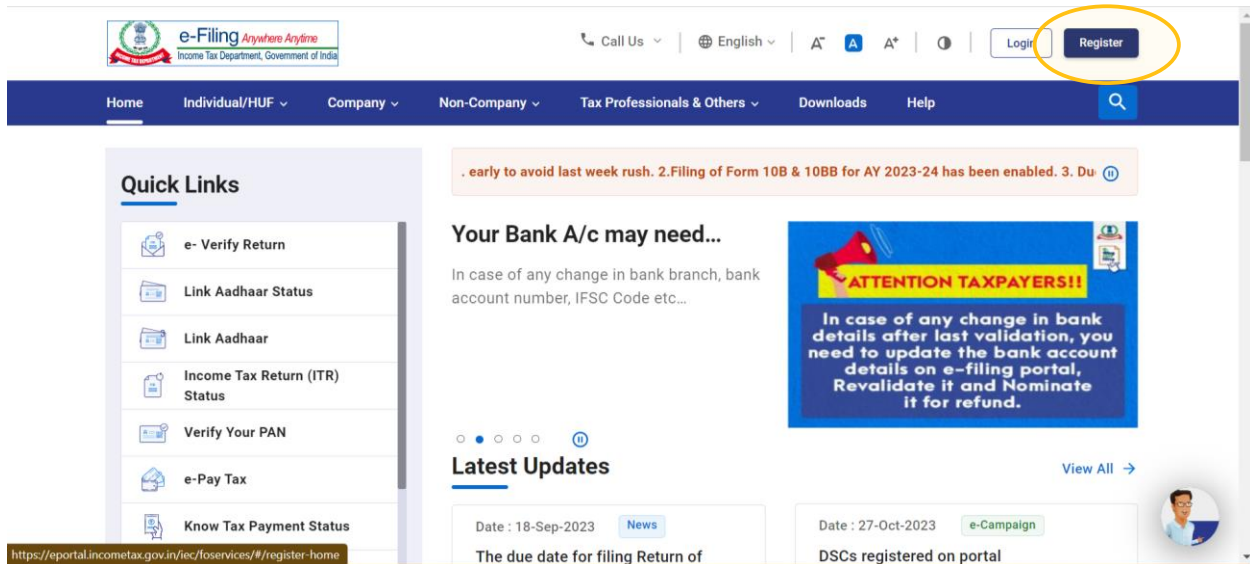 e-Filing Anywhere Anytime
Income Tax Department, Government of India
Call Us
English
A-
A
A+
Login
Register
Home Individual/HUF Company Non-Company Tax Professionals & Others Downloads Help
Quick Links
e- Verify Return
Link Aadhaar Status
Link Aadhaar
Income Tax Return (ITR)
Status
Verify Your PAN
e-Pay Tax
Know Tax Payment Status
. early to avoid last week rush. 2.Filing of Form 10B & 10BB for AY 2023-24 has been enabled. 3. Du
Your Bank A/c may need...
In case of any change in bank branch, bank
account number, IFSC Code etc...
ATTENTION TAXPAYERS!!
In case of any change in bank
details after last validation, you
need to update the bank account
details on e-filing portal,
Revalidate it and Nominate
it for refund.
Latest Updates
View All
Date : 18-Sep-2023 News
The due date for filing Return of
Date : 27-Oct-2023 e-Campaign
DSCs registered on portal
https://eportal.incometax.gov.in/iec/foservices/#/register-home